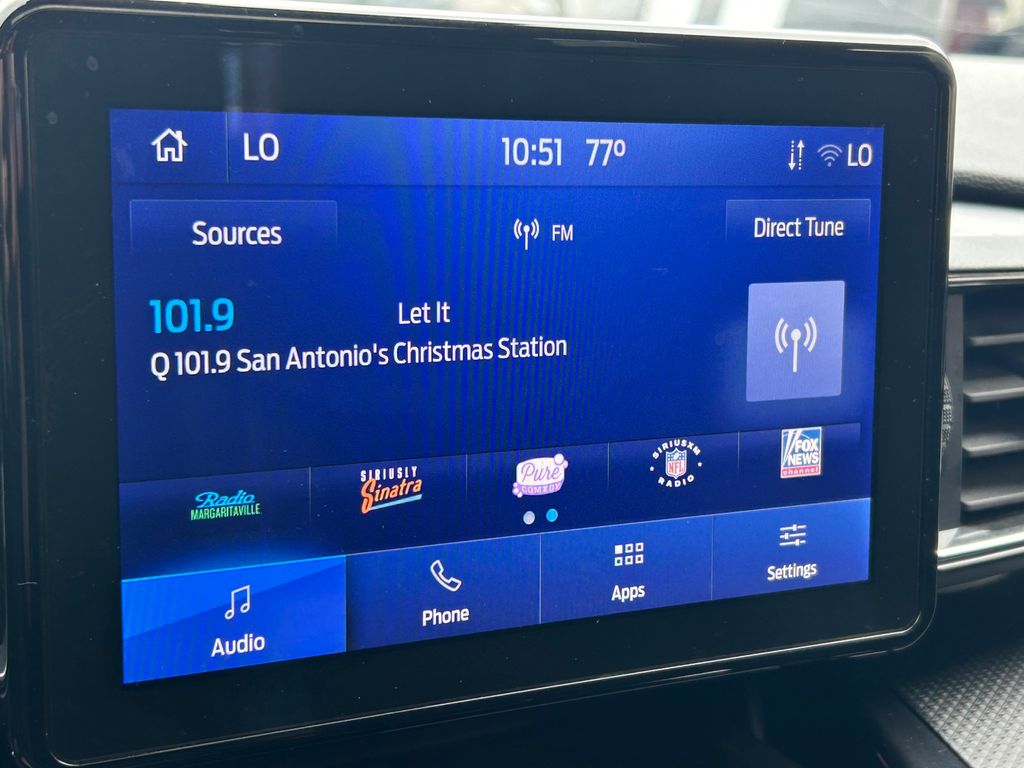 LO 10:51 77° LO
Sources FM Direct Tune
101.9 Let It
Q 101.9 San Antonio's Christmas Station
Radio
MARGARITAVILLE
SIRIUSLY
Sinatra
Pure
COMEDY
SIRIUSXM
NFL
RADIO
FOX
NEWS
channel
Audio Phone Apps Settings